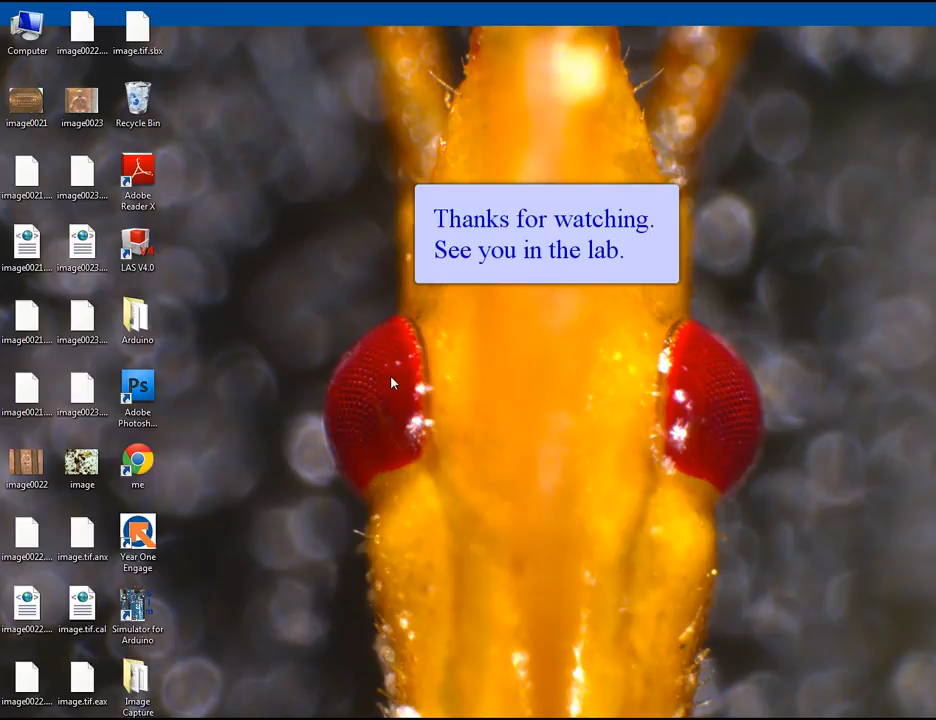 Computer
image0022....
image.tif.sbx
image0021
image0023
Recycle Bin
image0021....
image0023....
Adobe
Reader X
image0021....
image0023....
LAS V4.0
image0021....
image0023....
Arduino
image0021....
image0023....
Ps
Adobe
Photosh...
image0022
image
me
image0022....
image.tif.anx
Year One
Engage
image0022....
image.tif.cal
Simulator for
Arduino
image0022....
image.tif.eax
Image
Capture
Thanks for watching.
See you in the lab.